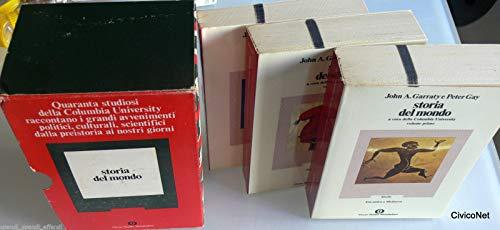 Quaranta studiosi
della Columbia University
raccontano i grandi avvenimenti
politici, culturali, scientifici
dalla preistoria ai nostri giorni
storia
del mondo
John A. Garraty
John A. Garraty e Peter Gay
storia
del mondo
a cura della Columbia University
volume primo
CivicoNet